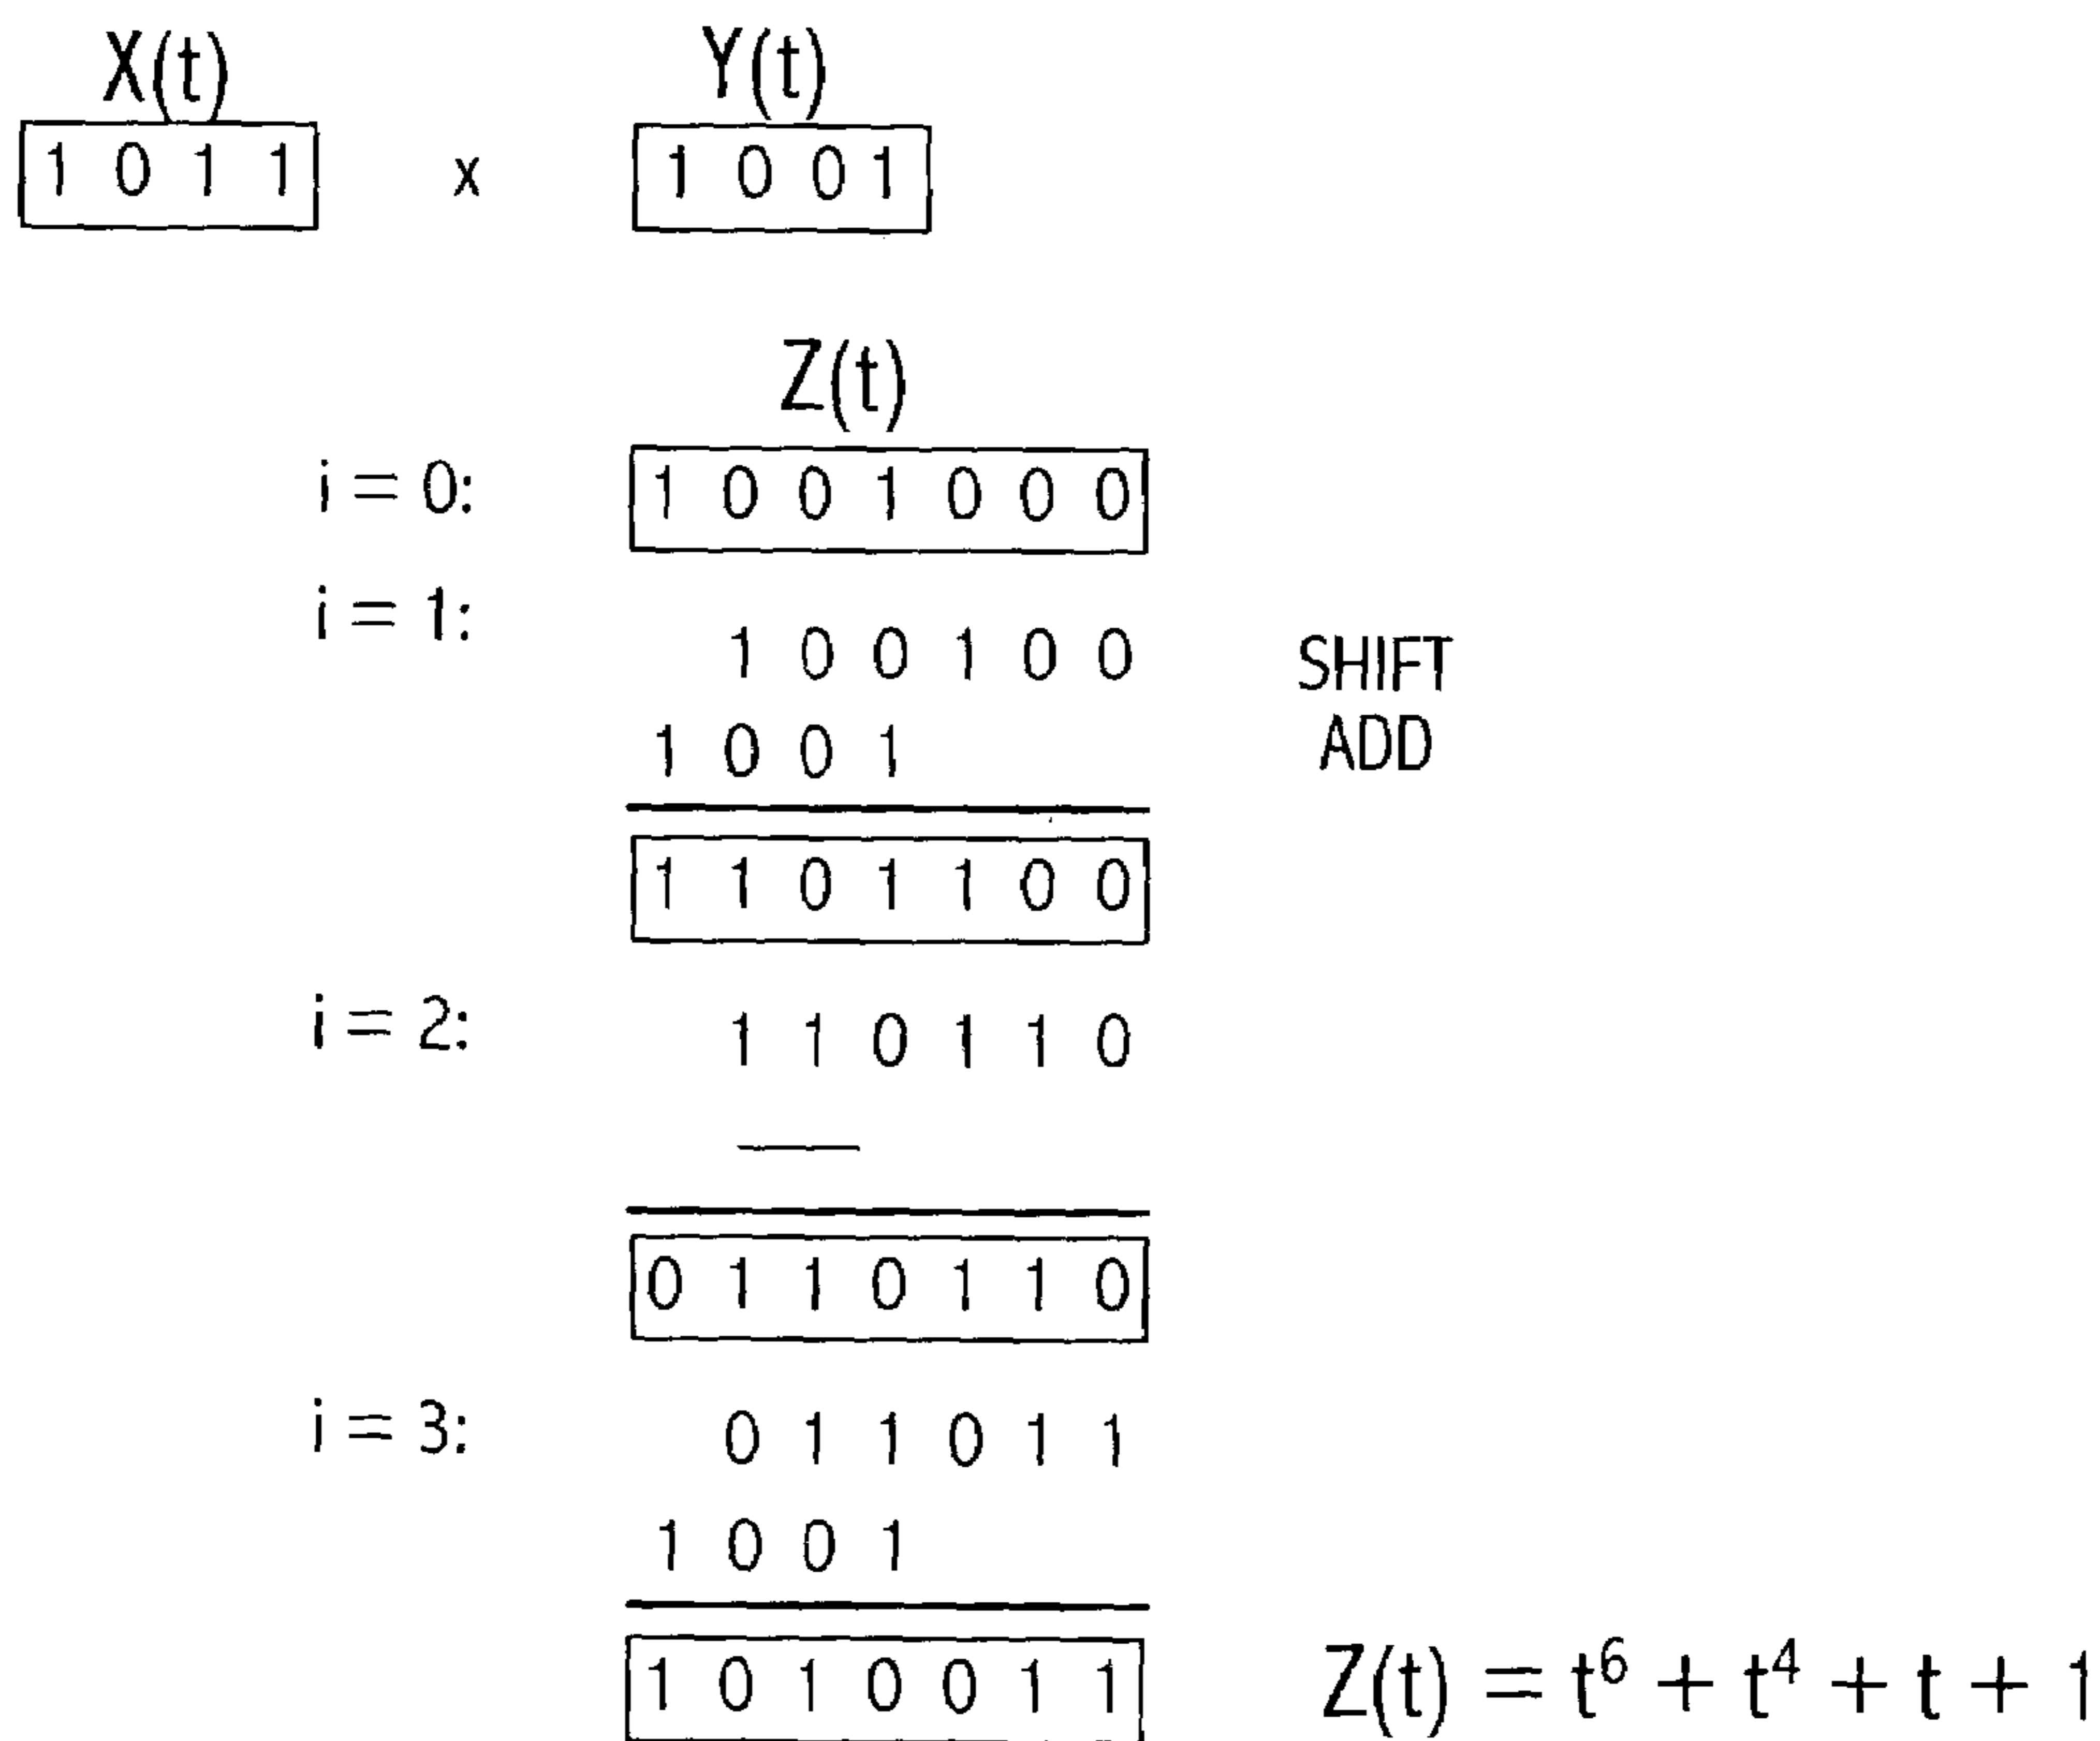 X(t) Y(t)
1 0 1 1 x 1 0 0 1
Z(t)
i = 0: 1 0 0 1 0 0 0
i = 1:
1 0 0 1 0 0 SHIFT
1 0 0 1 ADD
1 1 0 1 1 0 0
i = 2: 1 1 0 1 1 0
0 1 1 0 1 1 0
i = 3: 0 1 1 0 1 1
1 0 0 1
1 0 1 0 0 1 1 Z(t) = t⁶ + t⁴ + t + 1